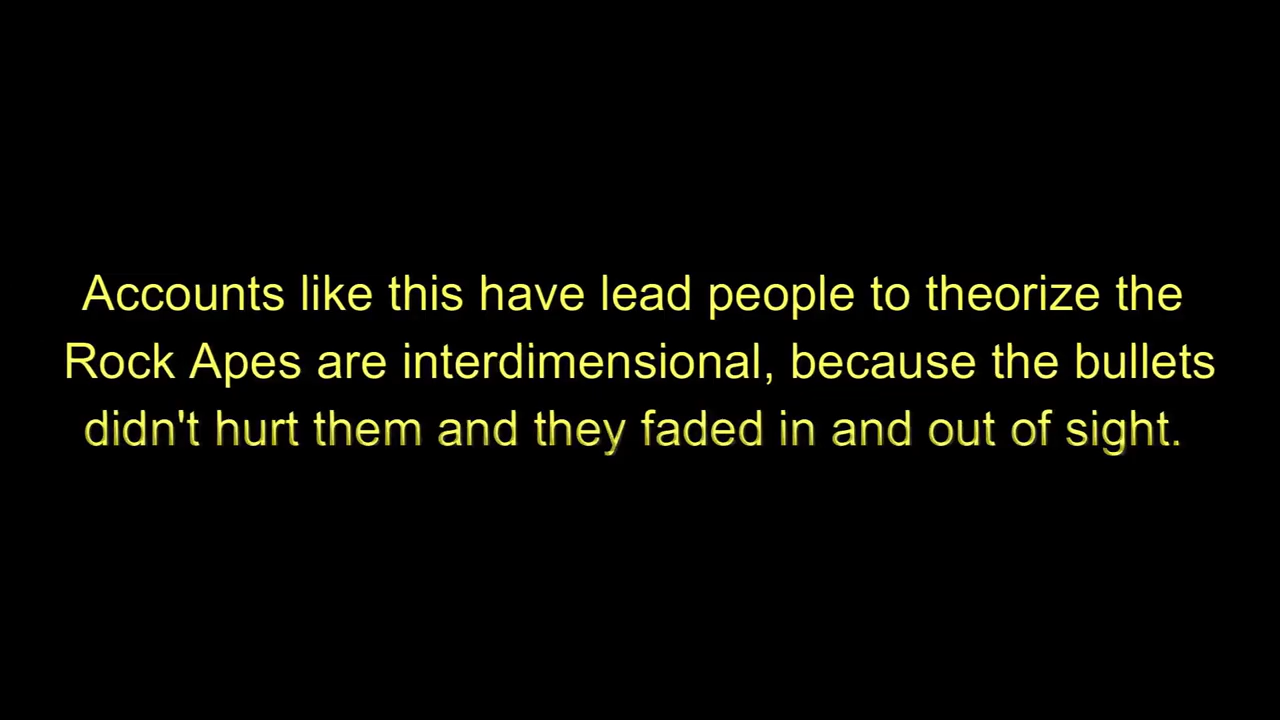 Accounts like this have lead people to theorize the
Rock Apes are interdimensional, because the bullets
didn't hurt them and they faded in and out of sight.